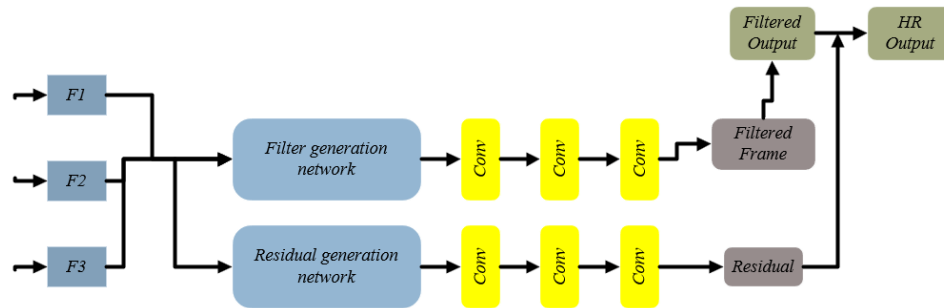 F1
F2
F3
Filter generation
network
Conv
Conv
Conv
Filtered
Frame
Filtered
Output
HR
Output
Residual generation
network
Conv
Conv
Conv
Residual